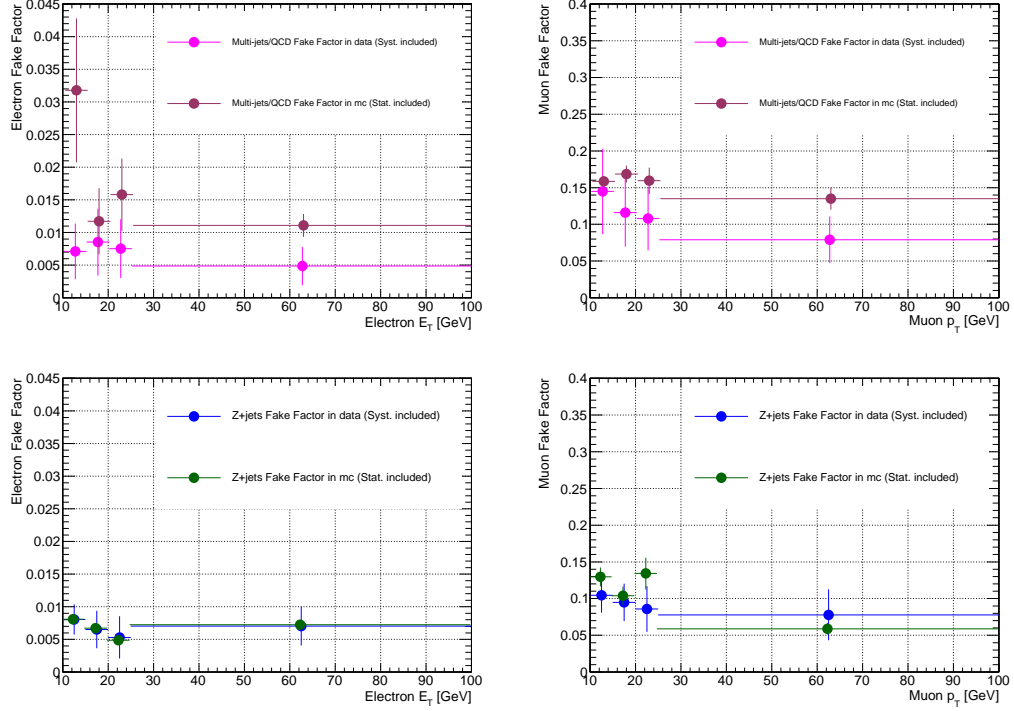 Electron Fake Factor
0.045
0.04
0.035
0.03
0.025
0.02
0.015
0.01
0.005
0
Multi-jets/QCD Fake Factor in data (Syst. included)
Multi-jets/QCD Fake Factor in mc (Stat. included)
10 20 30 40 50 60 70 80 90 100
Electron E_T [GeV]
Muon Fake Factor
0.4
0.35
0.3
0.25
0.2
0.15
0.1
0.05
0
Multi-jets/QCD Fake Factor in data (Syst. included)
Multi-jets/QCD Fake Factor in mc (Stat. included)
10 20 30 40 50 60 70 80 90 100
Muon p_T [GeV]
Electron Fake Factor
0.045
0.04
0.035
0.03
0.025
0.02
0.015
0.01
0.005
0
Z+jets Fake Factor in data (Syst. included)
Z+jets Fake Factor in mc (Stat. included)
10 20 30 40 50 60 70 80 90 100
Electron E_T [GeV]
Muon Fake Factor
0.4
0.35
0.3
0.25
0.2
0.15
0.1
0.05
0
Z+jets Fake Factor in data (Syst. included)
Z+jets Fake Factor in mc (Stat. included)
10 20 30 40 50 60 70 80 90 100
Muon p_T [GeV]